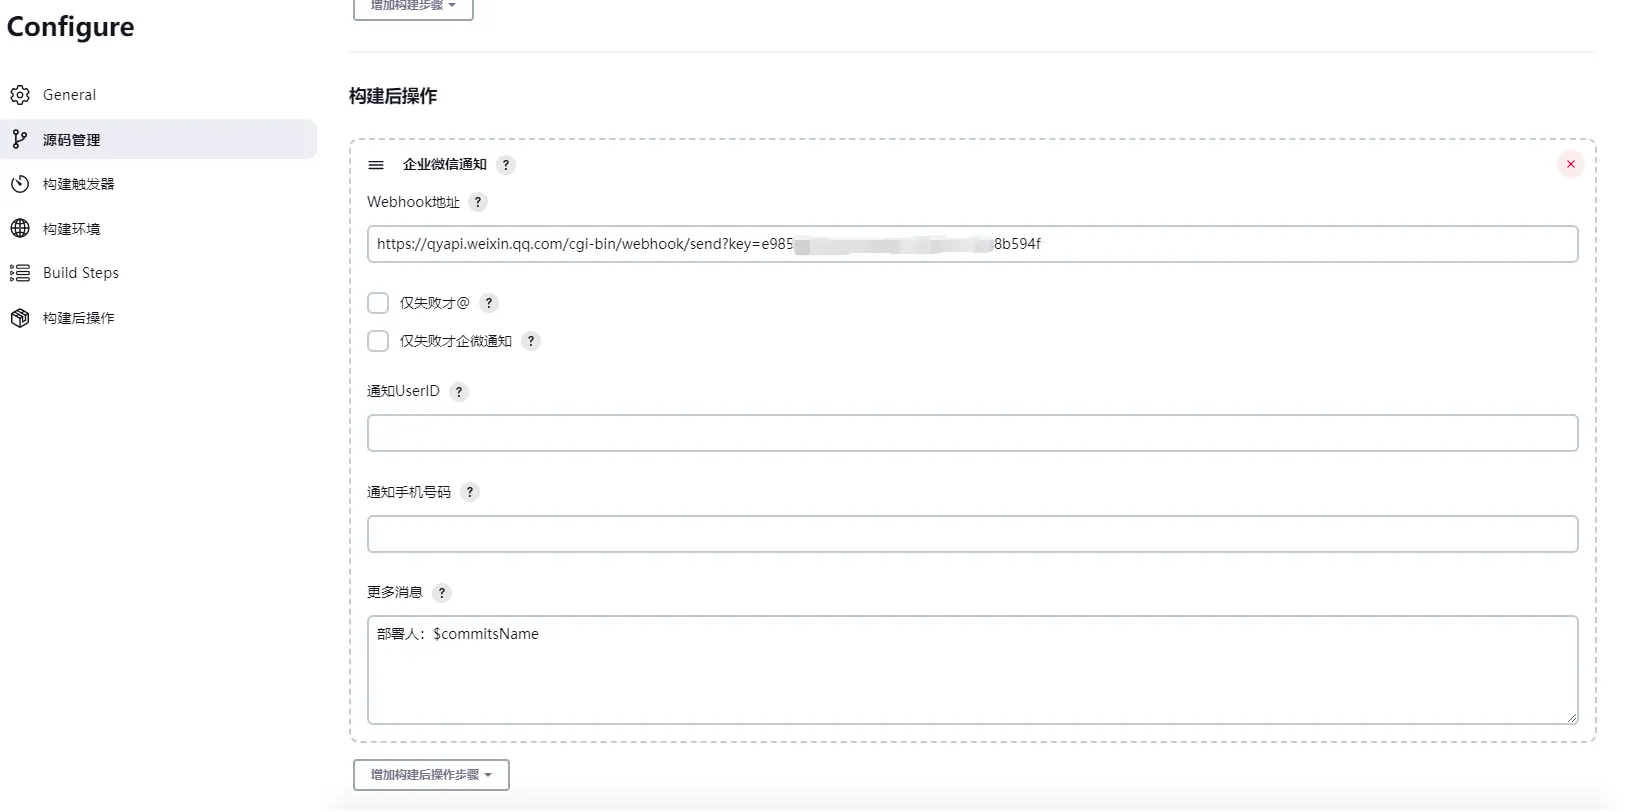 Configure
General
源码管理
构建触发器
构建环境
Build Steps
构建后操作
增加构建步骤
构建后操作
企业微信通知 ?
Webhook地址 ?
https://qyapi.weixin.qq.com/cgi-bin/webhook/send?key=e985 8b594f
仅失败才@ ?
仅失败才企微通知 ?
通知UserID ?
通知手机号码 ?
更多消息 ?
部署人：$commitsName
增加构建后操作步骤